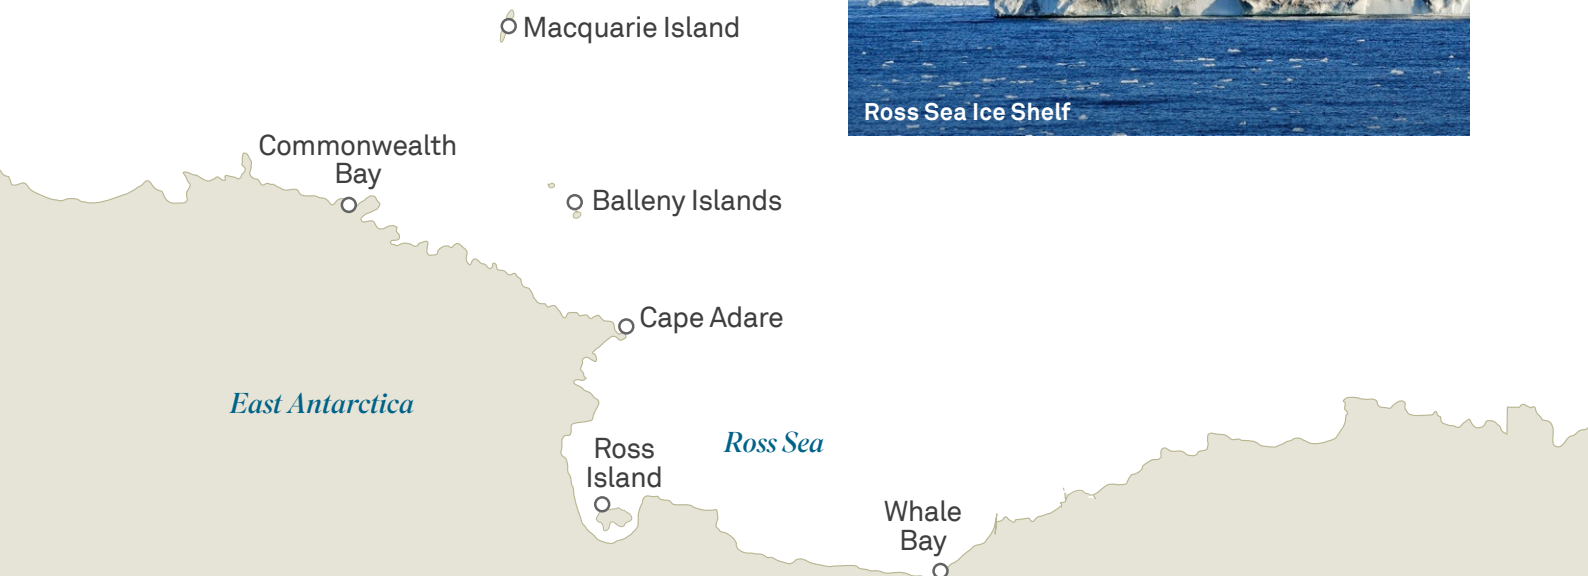 Macquarie Island
Ross Sea Ice Shelf
Commonwealth
Bay
Balleny Islands
Cape Adare
East Antarctica
Ross Sea
Ross
Island
Whale
Bay